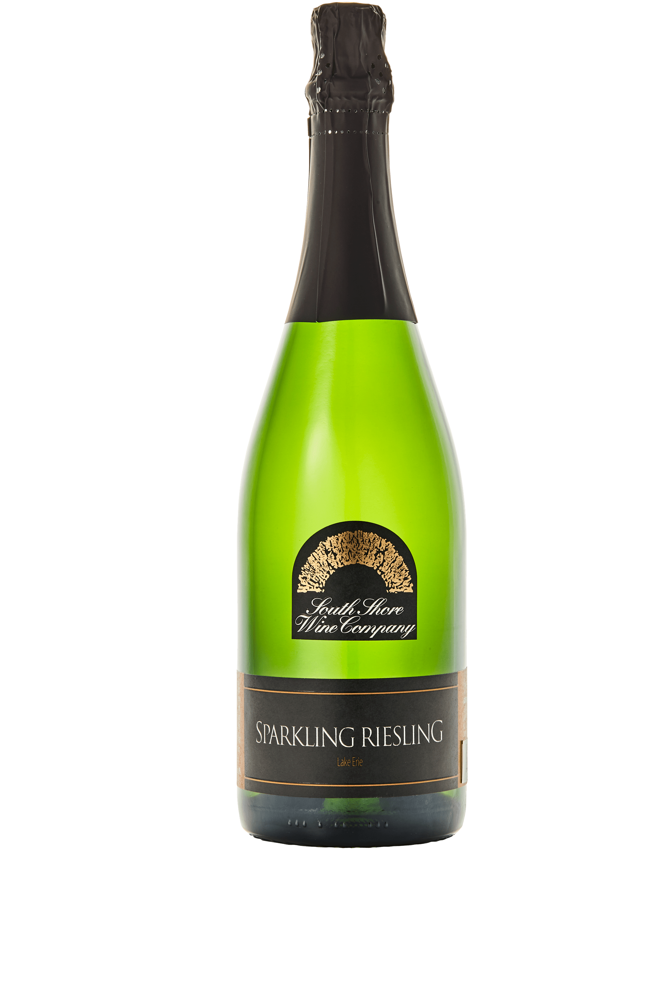 South Shore
Wine Company
SPARKLING RIESLING
Lake Erie